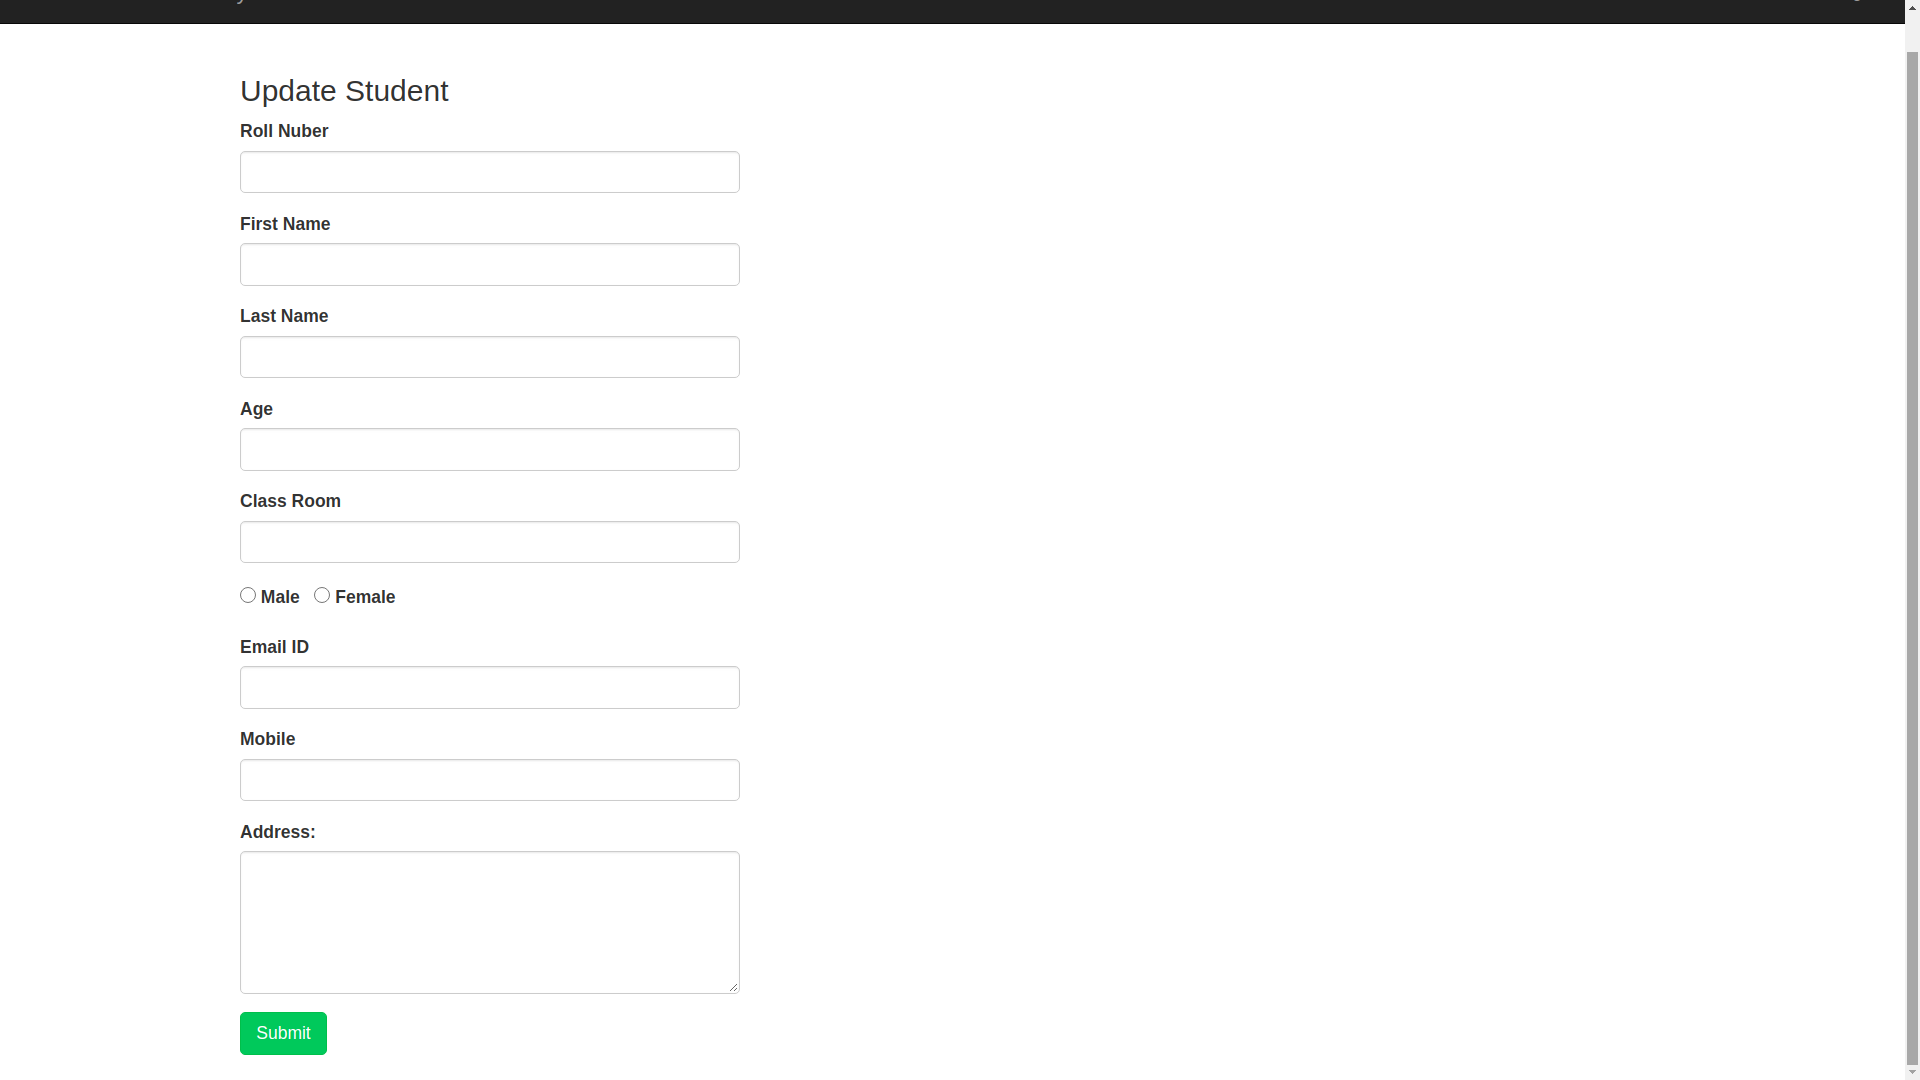 Update Student
Roll Nuber
First Name
Last Name
Age
Class Room
Male Female
Email ID
Mobile
Address:
Submit